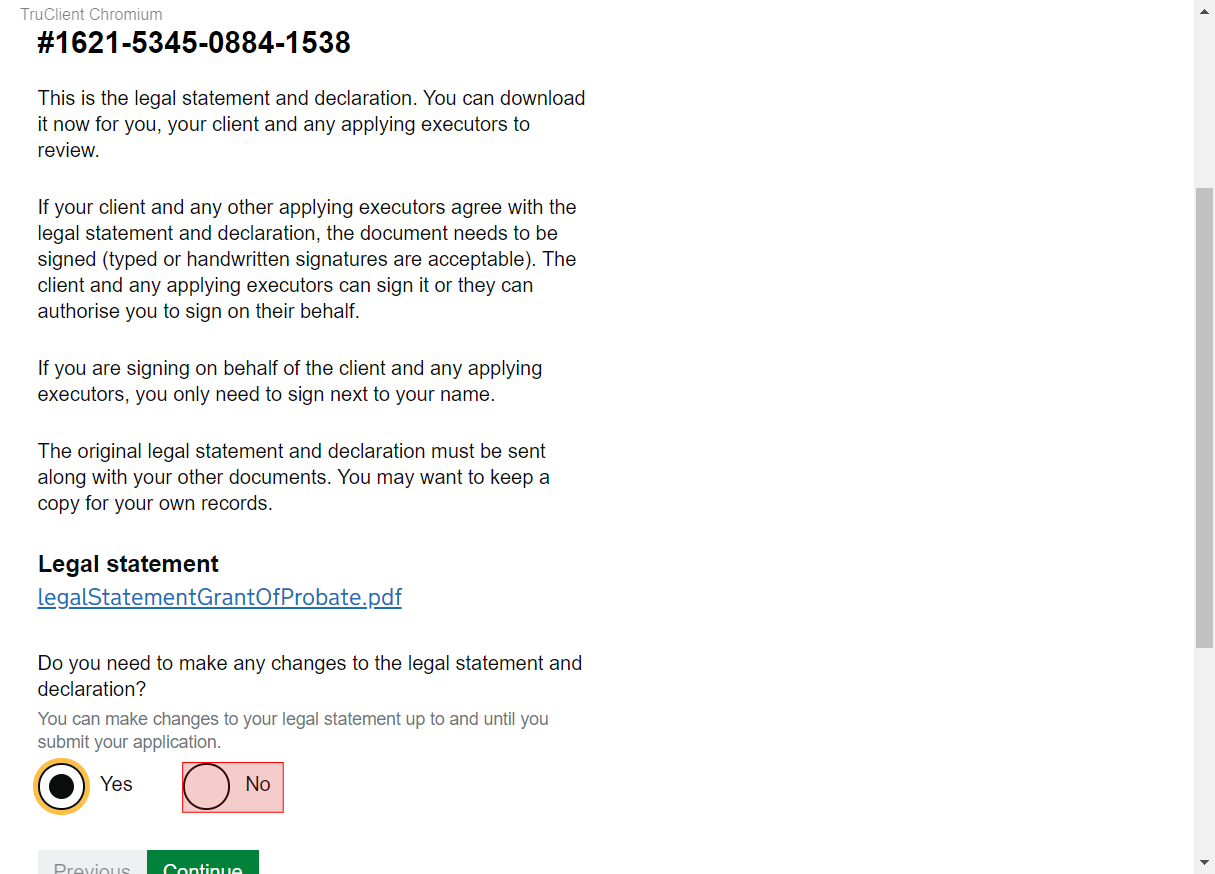 TruClient Chromium
#1621-5345-0884-1538
This is the legal statement and declaration. You can download
it now for you, your client and any applying executors to
review.
If your client and any other applying executors agree with the
legal statement and declaration, the document needs to be
signed (typed or handwritten signatures are acceptable). The
client and any applying executors can sign it or they can
authorise you to sign on their behalf.
If you are signing on behalf of the client and any applying
executors, you only need to sign next to your name.
The original legal statement and declaration must be sent
along with your other documents. You may want to keep a
copy for your own records.
Legal statement
legalStatementGrantOfProbate.pdf
Do you need to make any changes to the legal statement and
declaration?
You can make changes to your legal statement up to and until you
submit your application.
Yes No
Previous Continue